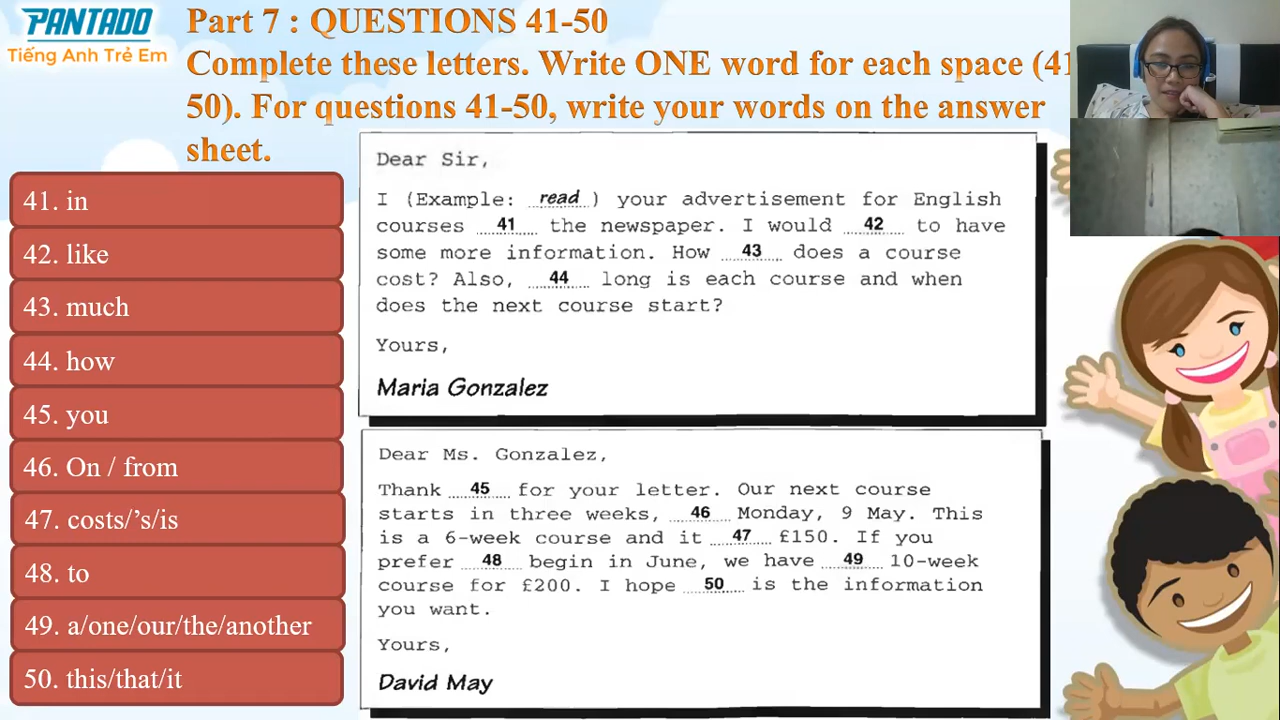 PANTADO
Tiếng Anh Trẻ Em
Part 7 : QUESTIONS 41-50
Complete these letters. Write ONE word for each space (41
50). For questions 41-50, write your words on the answer
sheet.
41. in
42. like
43. much
44. how
45. you
46. On / from
47. costs/’s/is
48. to
49. a/one/our/the/another
50. this/that/it
Dear Sir,
I (Example: read ) your advertisement for English
courses 41 the newspaper. I would 42 to have
some more information. How 43 does a course
cost? Also, 44 long is each course and when
does the next course start?
Yours,
Maria Gonzalez
Dear Ms. Gonzalez,
Thank 45 for your letter. Our next course
starts in three weeks, 46 Monday, 9 May. This
is a 6-week course and it 47 £150. If you
prefer 48 begin in June, we have 49 10-week
course for £200. I hope 50 is the information
you want.
Yours,
David May